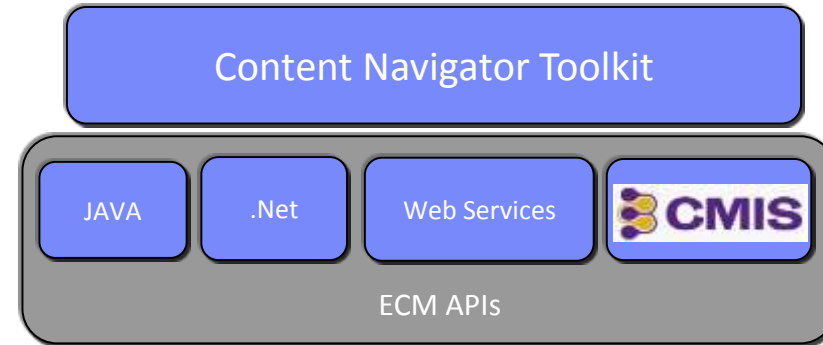 Content Navigator Toolkit
JAVA
.Net
Web Services
CMIS
ECM APIs